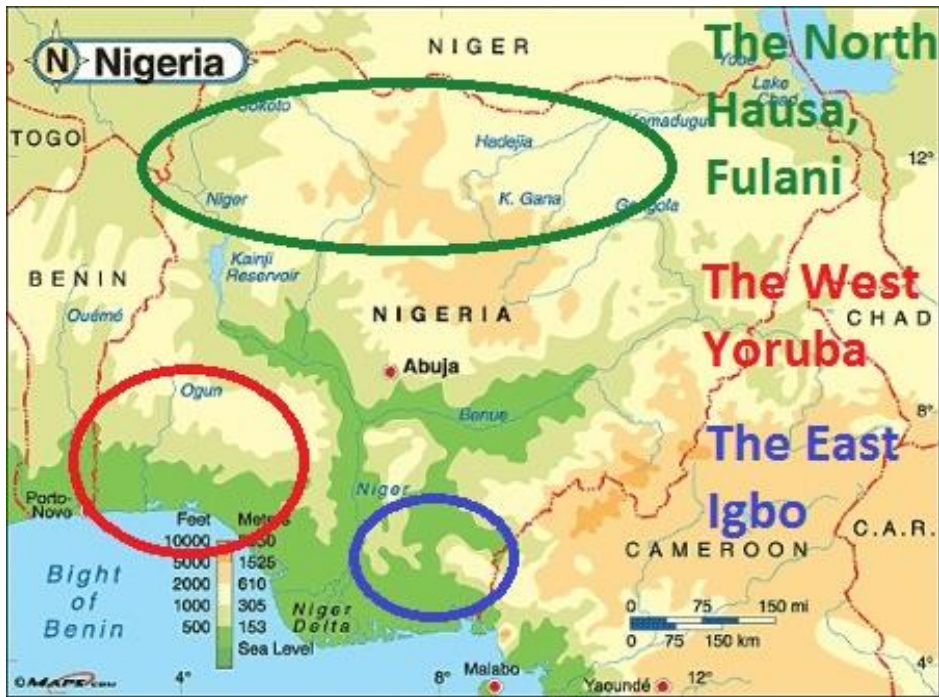 N Nigeria
NIGER
The North
Hausa,
Fulani
Yobe
Lake
Chad
Sokoto
Hadejia
Komadugu
TOGO
12°
Niger
K. Gana
Gongola
Kainji
Reservoir
BENIN
Ouémé
NIGERIA
The West
Yoruba
CHAD
Abuja
Ogun
Benue
8°
The East
Igbo
Niger
Porto-
Novo
Feet Meters
10000 3050
5000 1525
2000 610
1000 305
500 153
Sea Level
CAMEROON
C.A.R.
Bight
of
Benin
Niger
Delta
0 75 150 mi
0 75 150 km
©MAPS.com
4°
8°
Malabo
Yaoundé
12°